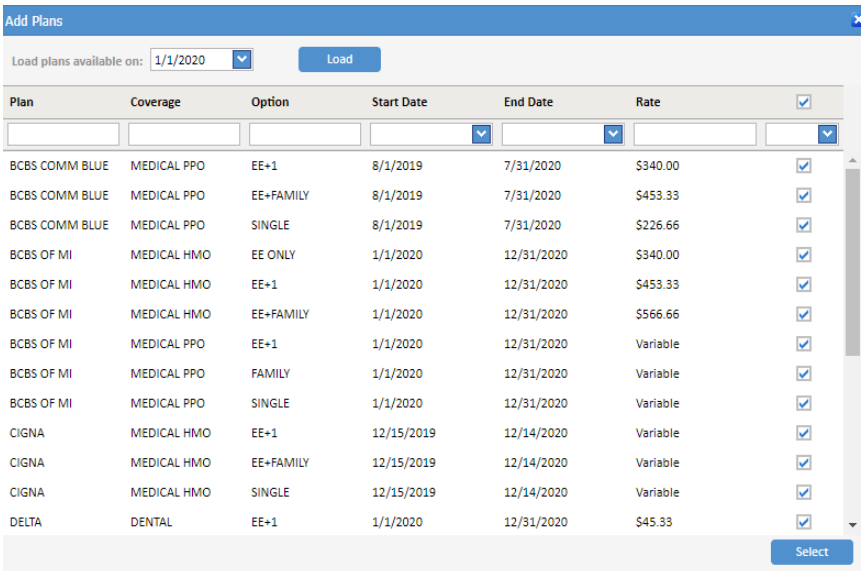 Add Plans
Load plans available on: 1/1/2020 Load
Plan Coverage Option Start Date End Date Rate
BCBS COMM BLUE MEDICAL PPO EE+1 8/1/2019 7/31/2020 $340.00
BCBS COMM BLUE MEDICAL PPO EE+FAMILY 8/1/2019 7/31/2020 $453.33
BCBS COMM BLUE MEDICAL PPO SINGLE 8/1/2019 7/31/2020 $226.66
BCBS OF MI MEDICAL HMO EE ONLY 1/1/2020 12/31/2020 $340.00
BCBS OF MI MEDICAL HMO EE+1 1/1/2020 12/31/2020 $453.33
BCBS OF MI MEDICAL HMO EE+FAMILY 1/1/2020 12/31/2020 $566.66
BCBS OF MI MEDICAL PPO EE+1 1/1/2020 12/31/2020 Variable
BCBS OF MI MEDICAL PPO FAMILY 1/1/2020 12/31/2020 Variable
BCBS OF MI MEDICAL PPO SINGLE 1/1/2020 12/31/2020 Variable
CIGNA MEDICAL HMO EE+1 12/15/2019 12/14/2020 Variable
CIGNA MEDICAL HMO EE+FAMILY 12/15/2019 12/14/2020 Variable
CIGNA MEDICAL HMO SINGLE 12/15/2019 12/14/2020 Variable
DELTA DENTAL EE+1 1/1/2020 12/31/2020 $45.33
Select